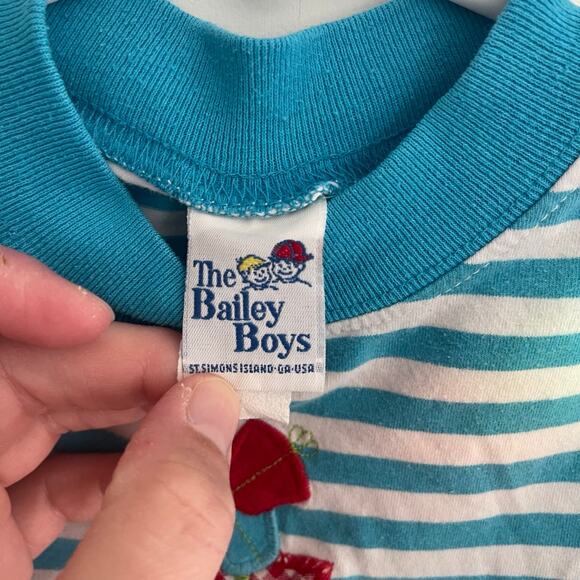 The
Bailey
Boys
ST. SIMONS ISLAND·GA·USA